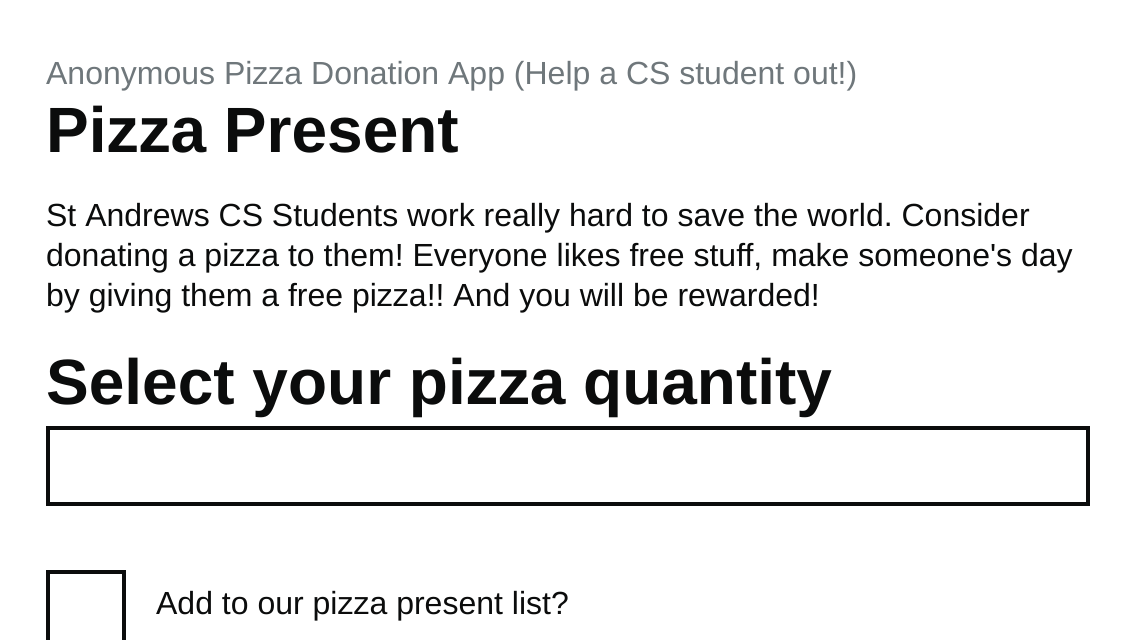 Anonymous Pizza Donation App (Help a CS student out!)
Pizza Present
St Andrews CS Students work really hard to save the world. Consider
donating a pizza to them! Everyone likes free stuff, make someone's day
by giving them a free pizza!! And you will be rewarded!
Select your pizza quantity
Add to our pizza present list?